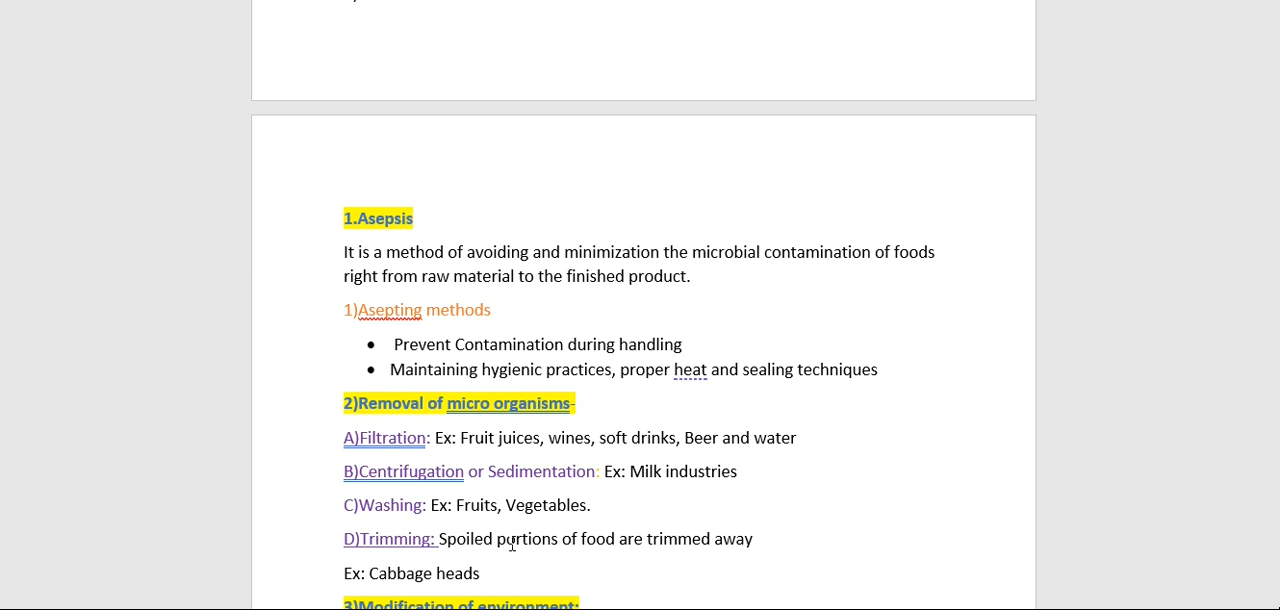 1.Asepsis
It is a method of avoiding and minimization the microbial contamination of foods
right from raw material to the finished product.
1)Asepting methods
• Prevent Contamination during handling
• Maintaining hygienic practices, proper heat and sealing techniques
2)Removal of micro organisms-
A)Filtration: Ex: Fruit juices, wines, soft drinks, Beer and water
B)Centrifugation or Sedimentation: Ex: Milk industries
C)Washing: Ex: Fruits, Vegetables.
D)Trimming: Spoiled portions of food are trimmed away
Ex: Cabbage heads
3)Modification of environment: